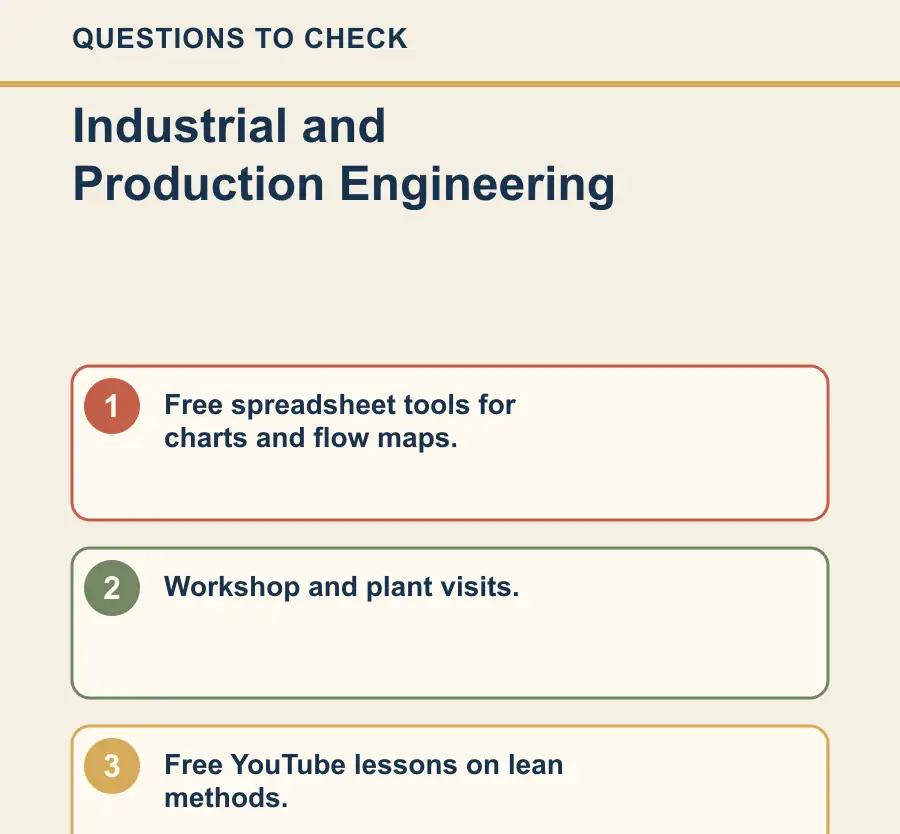 QUESTIONS TO CHECK
Industrial and
Production Engineering
1
Free spreadsheet tools for
charts and flow maps.
2
Workshop and plant visits.
3
Free YouTube lessons on lean
methods.